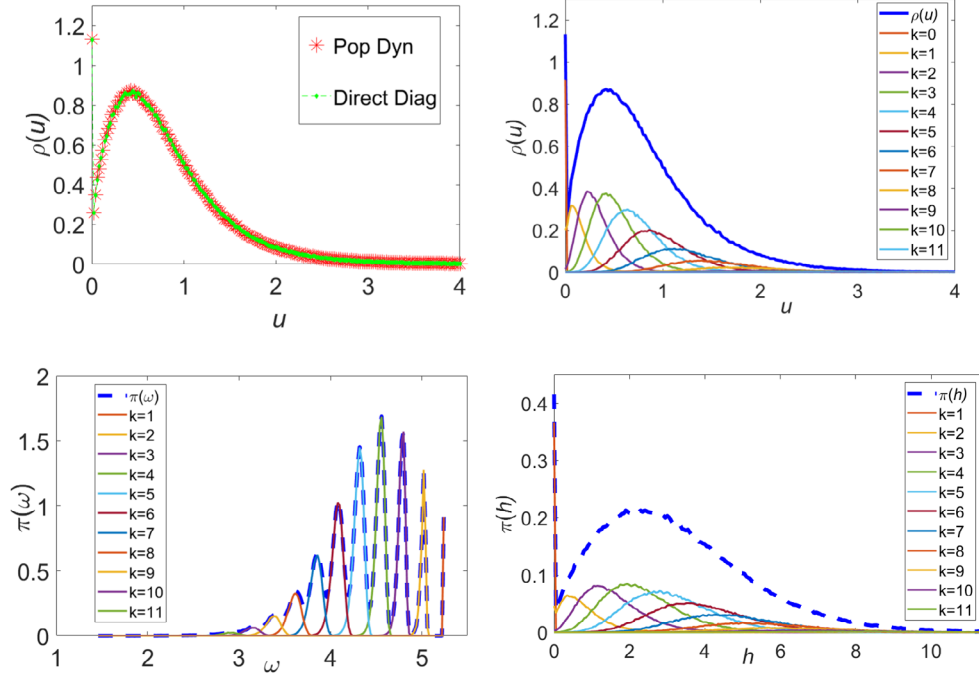 1.2
1
0.8
0.6
0.4
0.2
0
ρ(u)
0 1 2 3 4
u
Pop Dyn
Direct Diag
1.2
1
0.8
0.6
0.4
0.2
0
ρ(u)
0 1 2 3 4
u
ρ(u)
k=0
k=1
k=2
k=3
k=4
k=5
k=6
k=7
k=8
k=9
k=10
k=11
2
1.5
1
0.5
0
π(ω)
1 2 3 4 5
ω
π(ω)
k=1
k=2
k=3
k=4
k=5
k=6
k=7
k=8
k=9
k=10
k=11
0.4
0.3
0.2
0.1
0
π(h)
0 2 4 6 8 10
h
π(h)
k=1
k=2
k=3
k=4
k=5
k=6
k=7
k=8
k=9
k=10
k=11